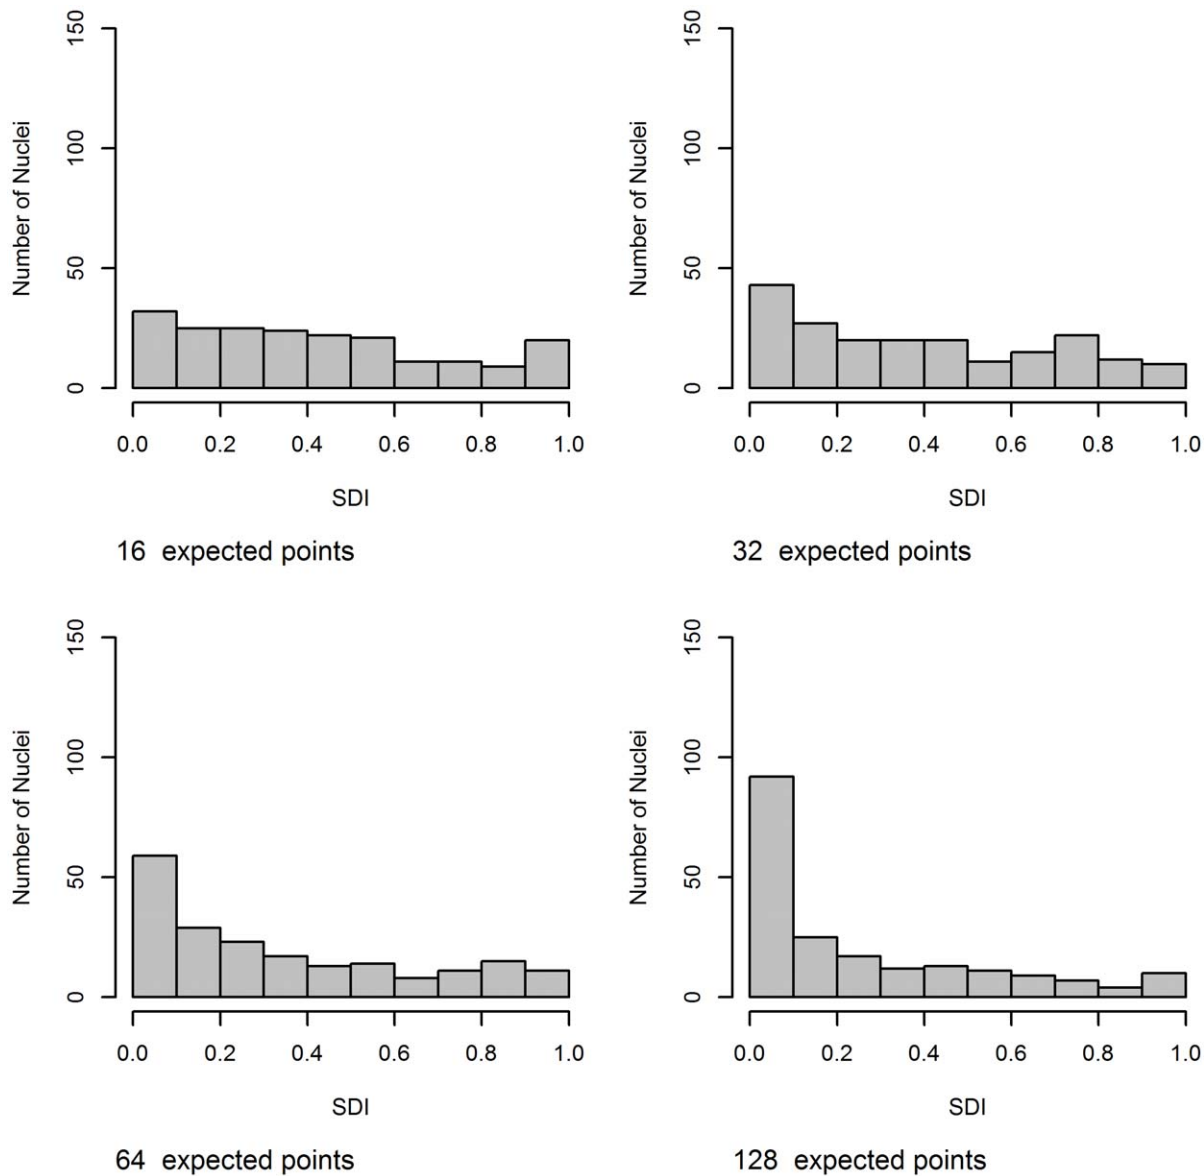 150
100
50
0
Number of Nuclei
0.0 0.2 0.4 0.6 0.8 1.0
SDI
16 expected points
150
100
50
0
Number of Nuclei
0.0 0.2 0.4 0.6 0.8 1.0
SDI
32 expected points
150
100
50
0
Number of Nuclei
0.0 0.2 0.4 0.6 0.8 1.0
SDI
64 expected points
150
100
50
0
Number of Nuclei
0.0 0.2 0.4 0.6 0.8 1.0
SDI
128 expected points